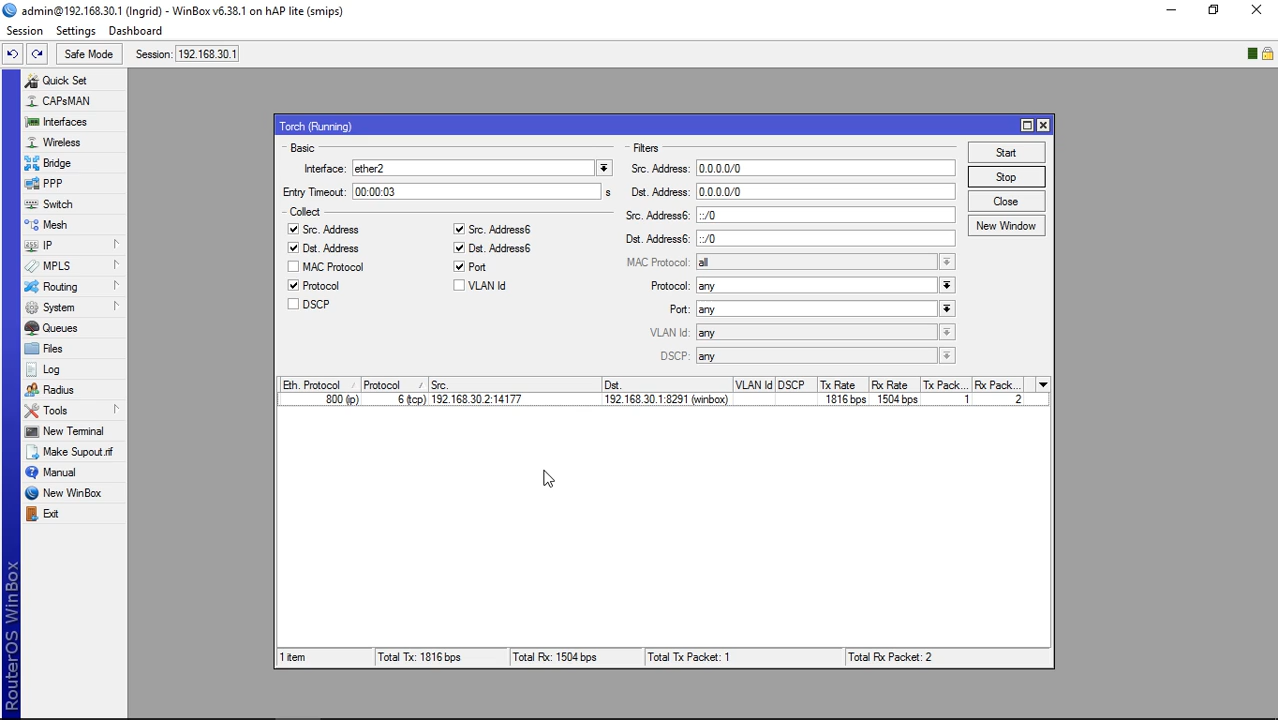 admin@192.168.30.1 (Ingrid) - WinBox v6.38.1 on hAP lite (smips)
Session Settings Dashboard
Safe Mode Session: 192.168.30.1
Quick Set
CAPsMAN
Interfaces
Wireless
Bridge
PPP
Switch
Mesh
IP
MPLS
Routing
System
Queues
Files
Log
Radius
Tools
New Terminal
Make Supout.rif
Manual
New WinBox
Exit
RouterOS WinBox
Torch (Running)
Basic
Interface: ether2
Entry Timeout: 00:00:03 s
Collect
Src. Address Src. Address6
Dst. Address Dst. Address6
MAC Protocol Port
Protocol VLAN Id
DSCP
Filters
Src. Address: 0.0.0.0/0
Dst. Address: 0.0.0.0/0
Src. Address6: ::/0
Dst. Address6: ::/0
MAC Protocol: all
Protocol: any
Port: any
VLAN Id: any
DSCP: any
Start
Stop
Close
New Window
Eth. Protocol Protocol Src. Dst. VLAN Id DSCP Tx Rate Rx Rate Tx Pack... Rx Pack...
800 (ip) 6 (tcp) 192.168.30.2:14177 192.168.30.1:8291 (winbox) 1816 bps 1504 bps 1 2
1 item Total Tx: 1816 bps Total Rx: 1504 bps Total Tx Packet: 1 Total Rx Packet: 2